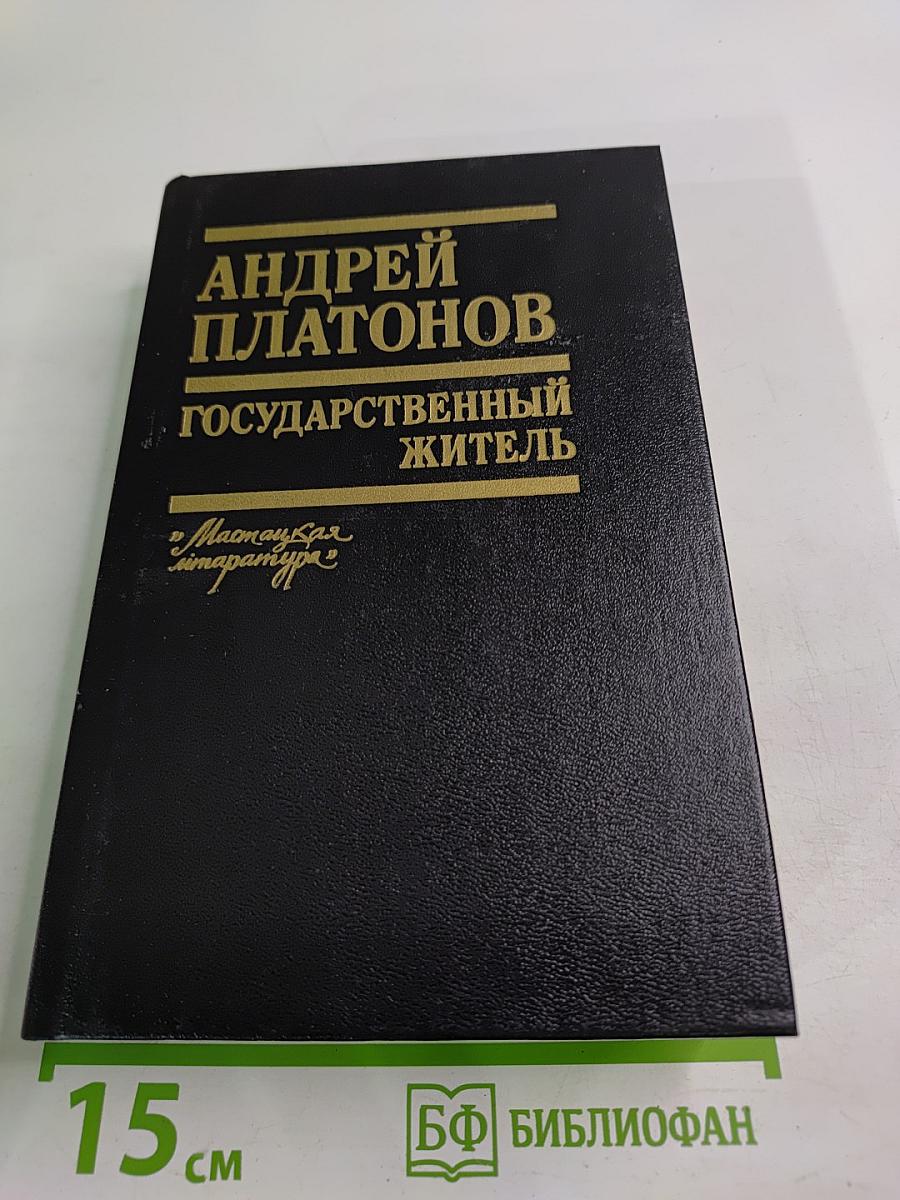 АНДРЕЙ
ПЛАТОНОВ
ГОСУДАРСТВЕННЫЙ
ЖИТЕЛЬ
"Мастацкая
літаратура"
15 см
БФ БИБЛИОФАН